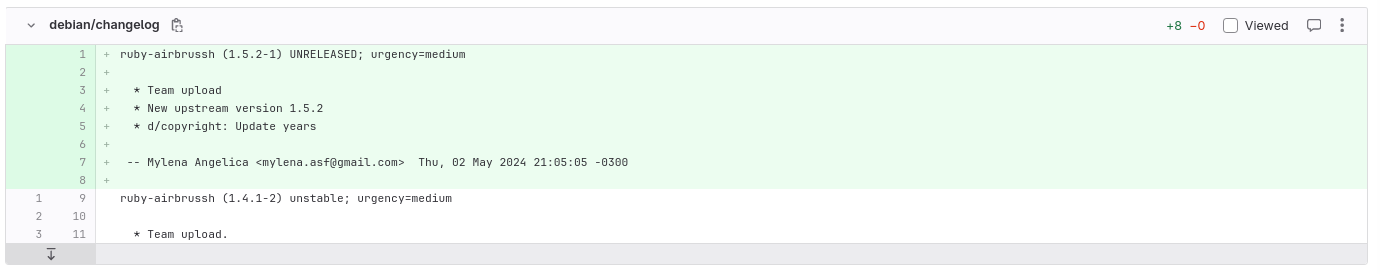 debian/changelog +8 −0 Viewed
1 + ruby-airbrussh (1.5.2-1) UNRELEASED; urgency=medium
2 +
3 + * Team upload
4 + * New upstream version 1.5.2
5 + * d/copyright: Update years
6 +
7 + -- Mylena Angelica <mylena.asf@gmail.com>  Thu, 02 May 2024 21:05:05 -0300
8 +
1 9 ruby-airbrussh (1.4.1-2) unstable; urgency=medium
2 10
3 11 * Team upload.